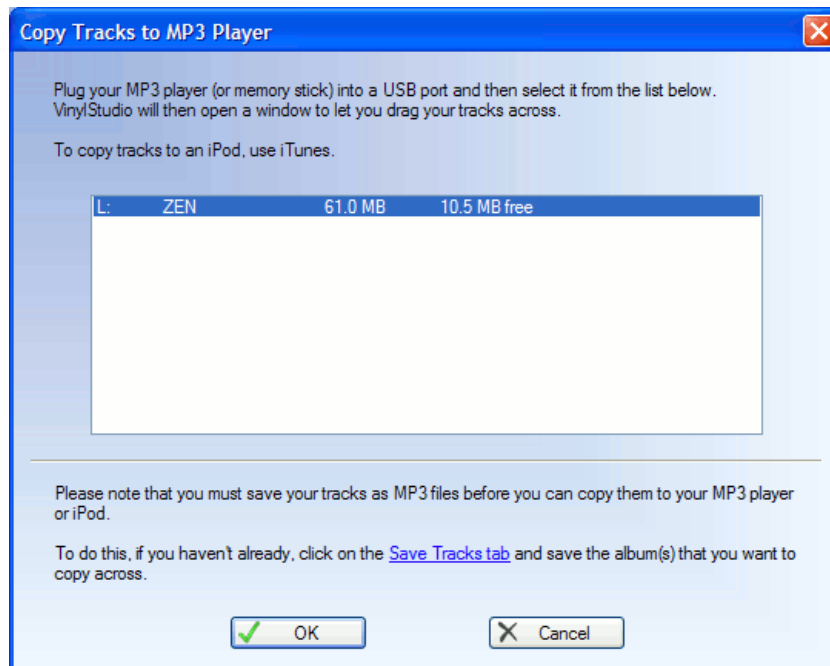 Copy Tracks to MP3 Player
Plug your MP3 player (or memory stick) into a USB port and then select it from the list below.
VinylStudio will then open a window to let you drag your tracks across.
To copy tracks to an iPod, use iTunes.
L: ZEN 61.0 MB 10.5 MB free
Please note that you must save your tracks as MP3 files before you can copy them to your MP3 player
or iPod.
To do this, if you haven't already, click on the Save Tracks tab and save the album(s) that you want to
copy across.
OK Cancel